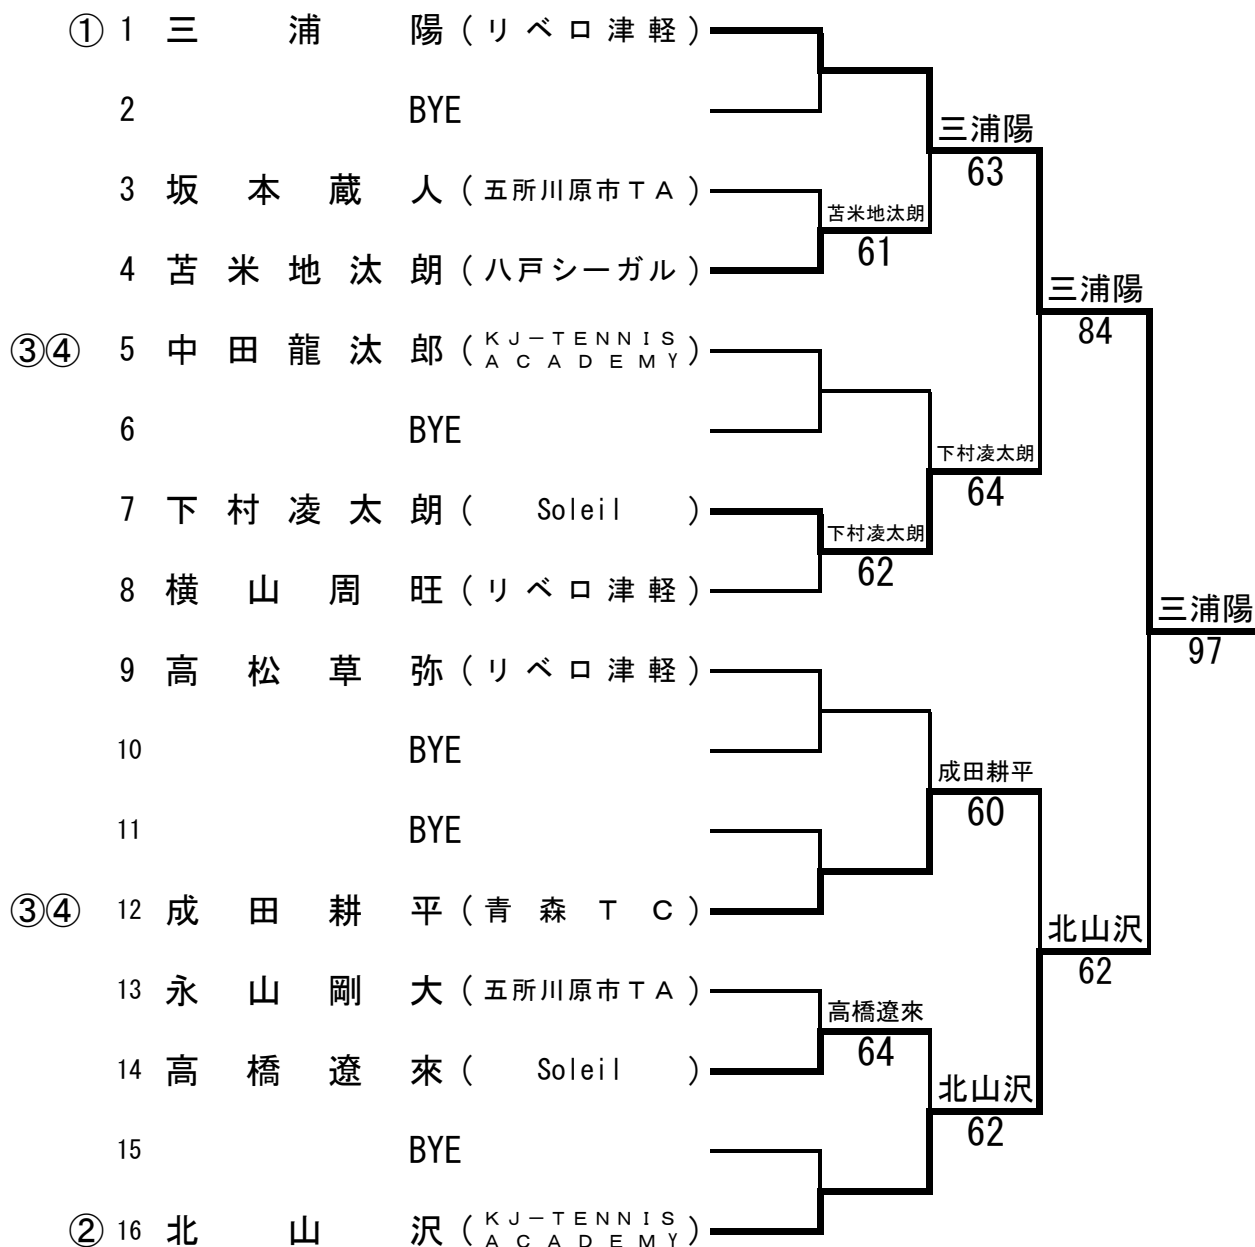 ① 1 三浦陽 (リベロ津軽)
2 BYE
三浦陽
63
3 坂本蔵人 (五所川原市TA)
苫米地汰朗
61
4 苫米地汰朗 (八戸シーガル)
三浦陽
84
③④ 5 中田龍汰郎 (KJ-TENNIS
ACADEMY)
6 BYE
下村凌太朗
64
7 下村凌太朗 (Soleil)
下村凌太朗
62
8 横山周旺 (リベロ津軽)
三浦陽
97
9 高松草弥 (リベロ津軽)
10 BYE
成田耕平
60
11 BYE
③④ 12 成田耕平 (青森TC)
北山沢
62
13 永山剛大 (五所川原市TA)
高橋遼來
64
14 高橋遼來 (Soleil)
北山沢
62
15 BYE
② 16 北山沢 (KJ-TENNIS
ACADEMY)